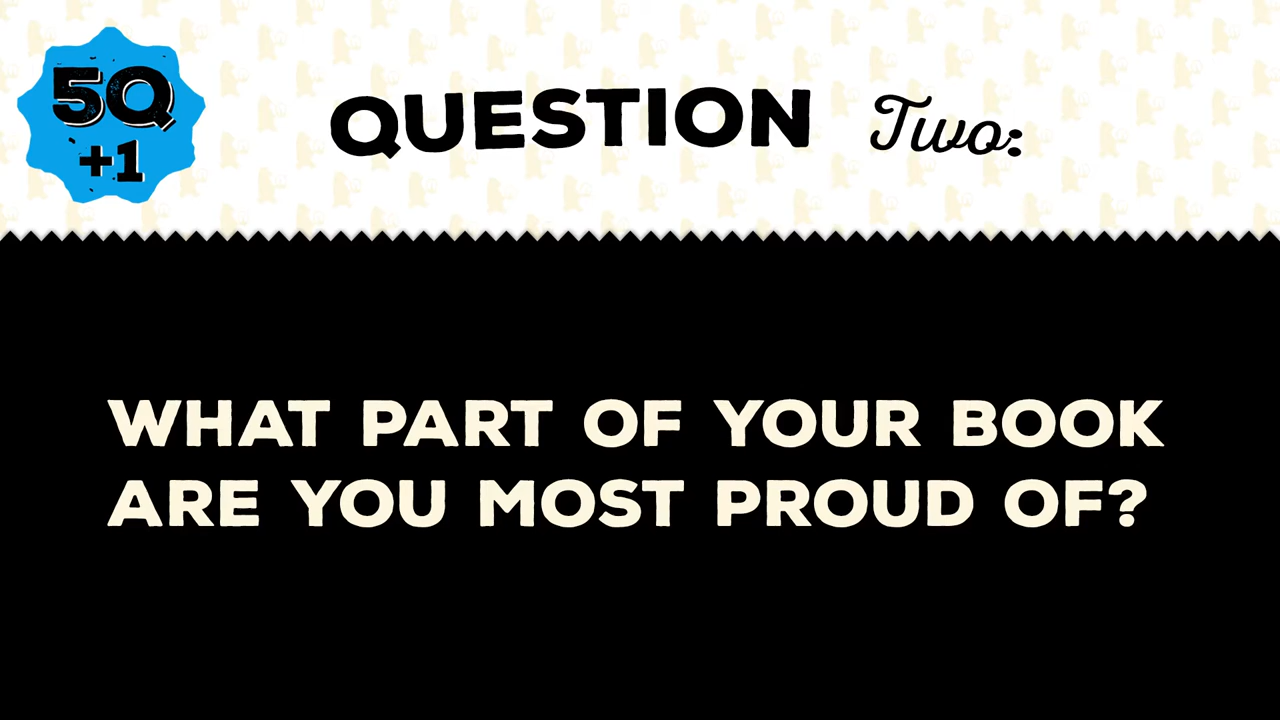 5Q
+1
QUESTION Two:
WHAT PART OF YOUR BOOK
ARE YOU MOST PROUD OF?